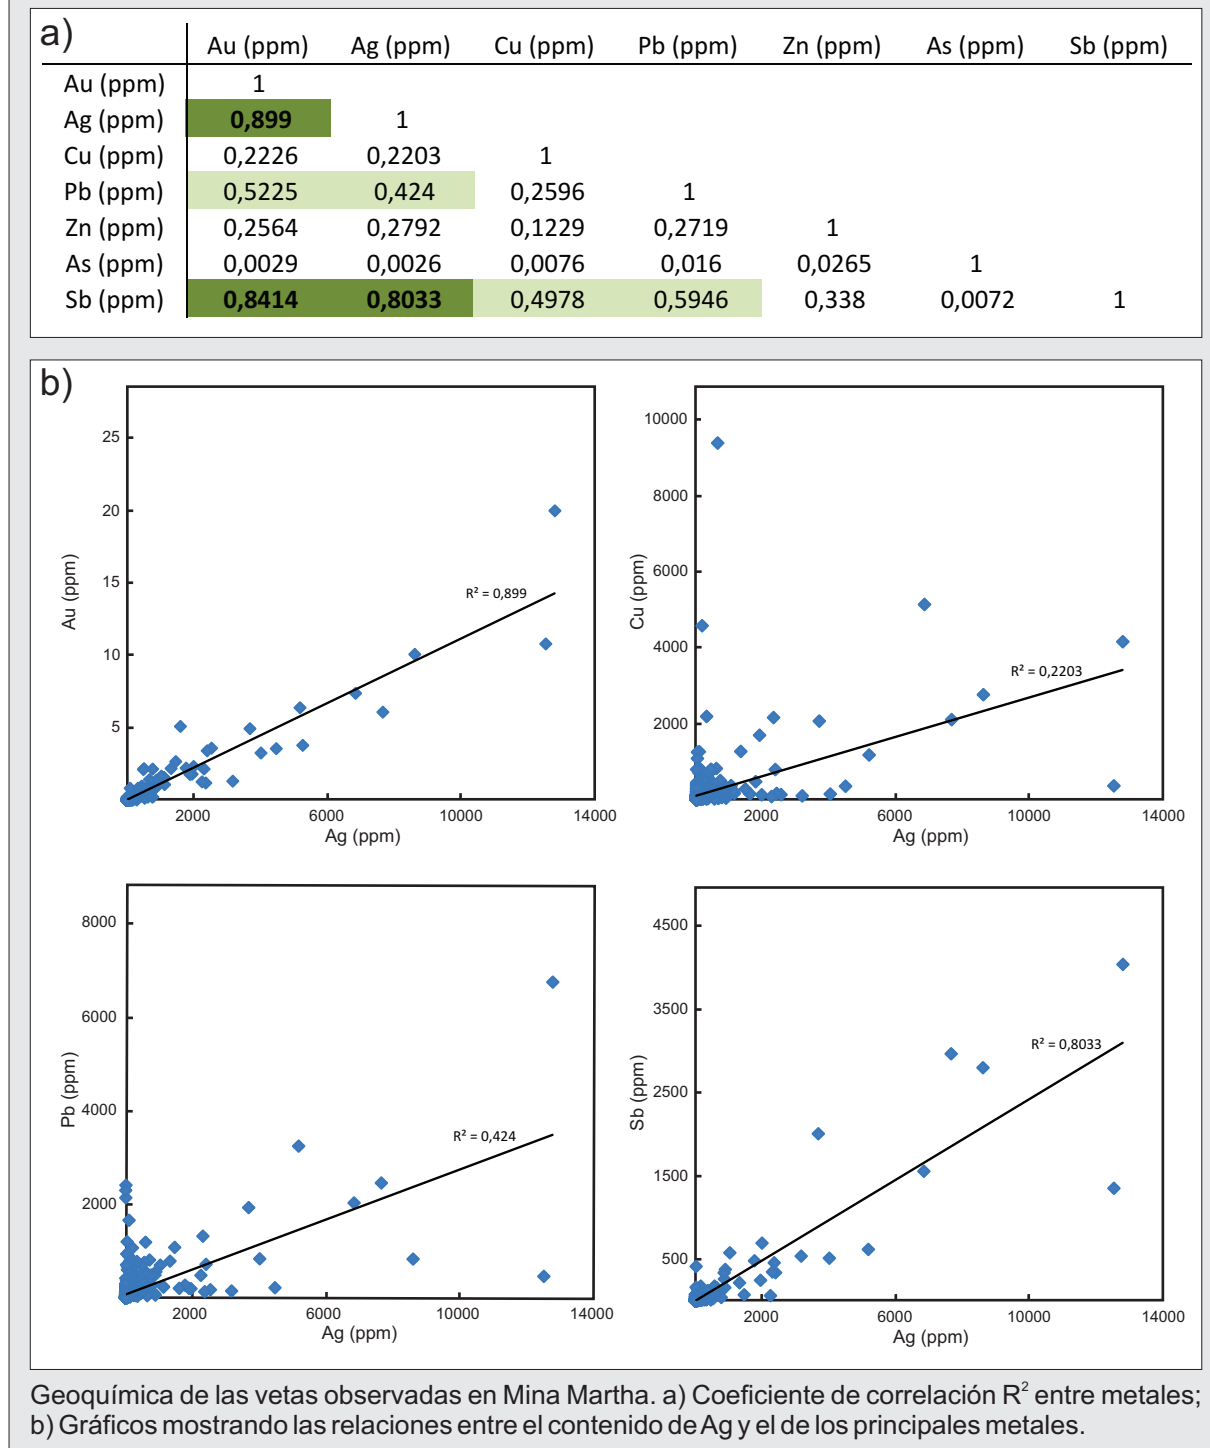 a)
Au (ppm) Ag (ppm) Cu (ppm) Pb (ppm) Zn (ppm) As (ppm) Sb (ppm)
Au (ppm) 1
Ag (ppm) 0,899 1
Cu (ppm) 0,2226 0,2203 1
Pb (ppm) 0,5225 0,424 0,2596 1
Zn (ppm) 0,2564 0,2792 0,1229 0,2719 1
As (ppm) 0,0029 0,0026 0,0076 0,016 0,0265 1
Sb (ppm) 0,8414 0,8033 0,4978 0,5946 0,338 0,0072 1
b)
25
20
15
10
5
Au (ppm)
R² = 0,899
2000 6000 10000 14000
Ag (ppm)
10000
8000
6000
4000
2000
Cu (ppm)
R² = 0,2203
2000 6000 10000 14000
Ag (ppm)
8000
6000
4000
2000
Pb (ppm)
R² = 0,424
2000 6000 10000 14000
Ag (ppm)
4500
3500
2500
1500
500
Sb (ppm)
R² = 0,8033
2000 6000 10000 14000
Ag (ppm)
Geoquímica de las vetas observadas en Mina Martha. a) Coeficiente de correlación R² entre metales;
b) Gráficos mostrando las relaciones entre el contenido de Ag y el de los principales metales.